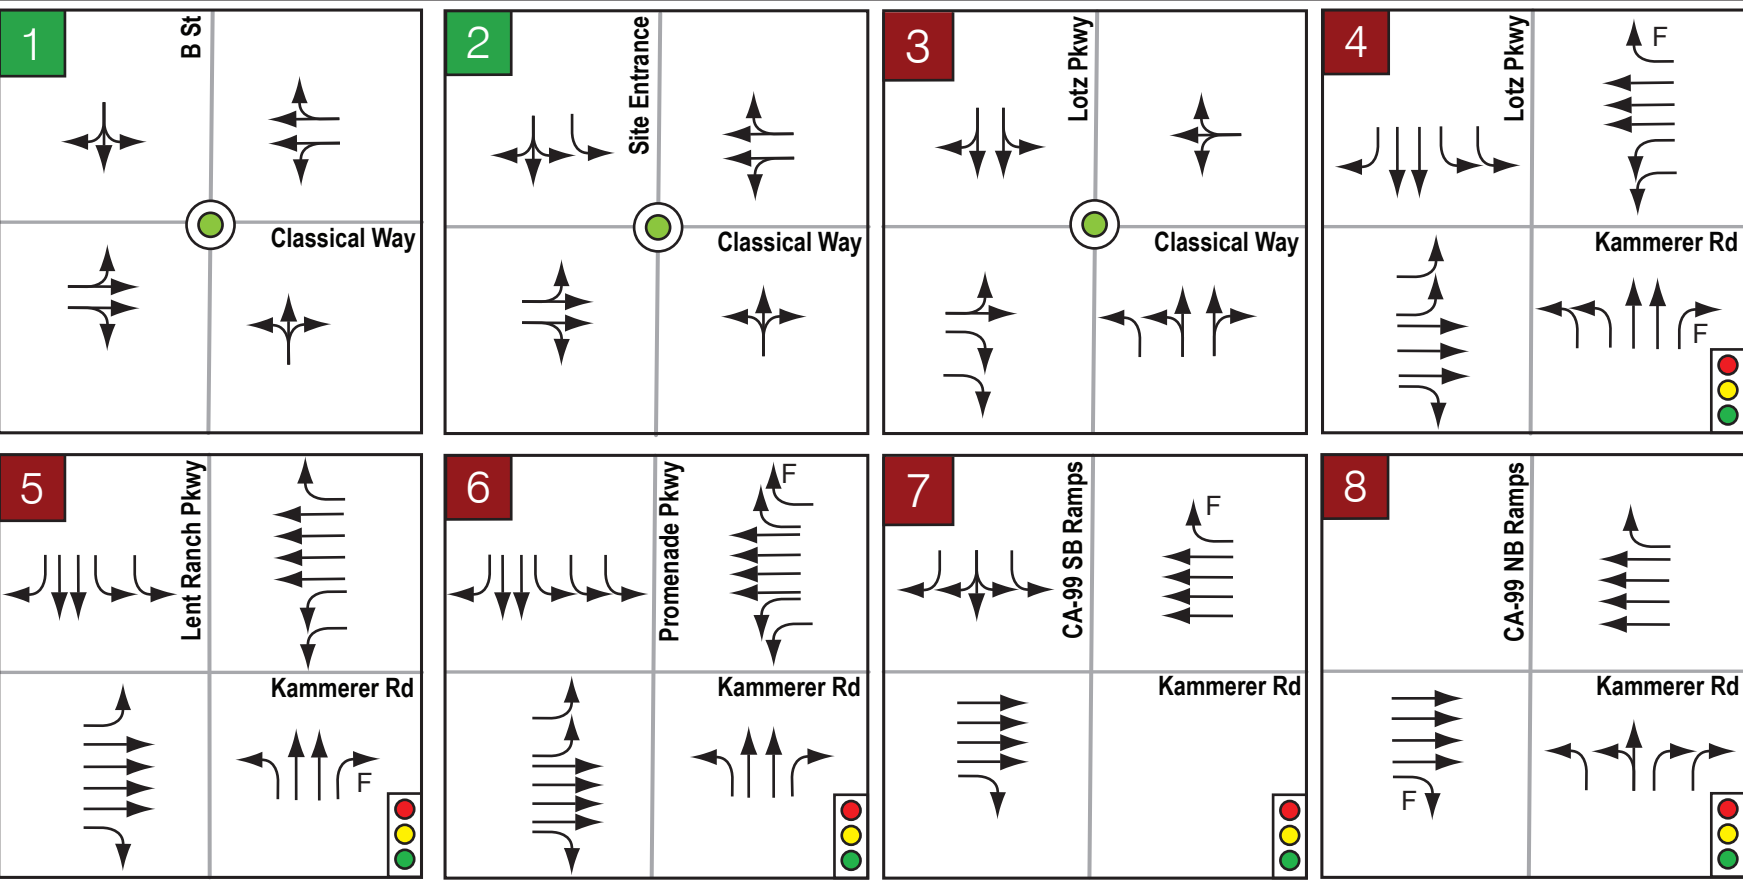 1
B St
Classical Way
2
Site Entrance
Classical Way
3
Lotz Pkwy
Classical Way
4
Lotz Pkwy
F
Kammerer Rd
F
5
Lent Ranch Pkwy
Kammerer Rd
F
6
Promenade Pkwy
F
Kammerer Rd
7
CA-99 SB Ramps
F
Kammerer Rd
8
CA-99 NB Ramps
Kammerer Rd
F